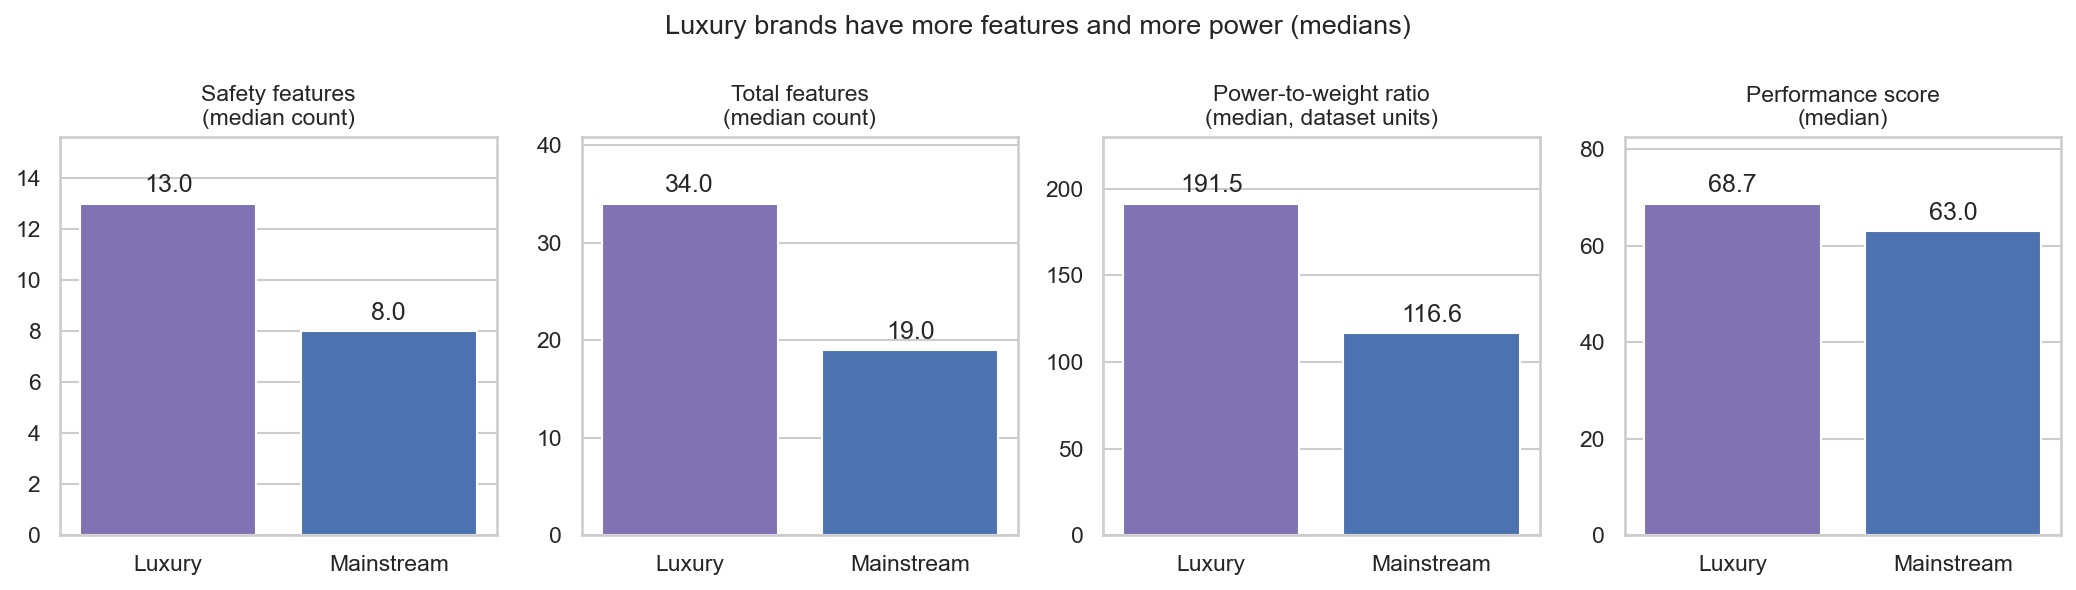 Luxury brands have more features and more power (medians)
Safety features
(median count)
14
12
10
8
6
4
2
0
13.0
8.0
Luxury
Mainstream
Total features
(median count)
40
30
20
10
0
34.0
19.0
Luxury
Mainstream
Power-to-weight ratio
(median, dataset units)
200
150
100
50
0
191.5
116.6
Luxury
Mainstream
Performance score
(median)
80
60
40
20
0
68.7
63.0
Luxury
Mainstream